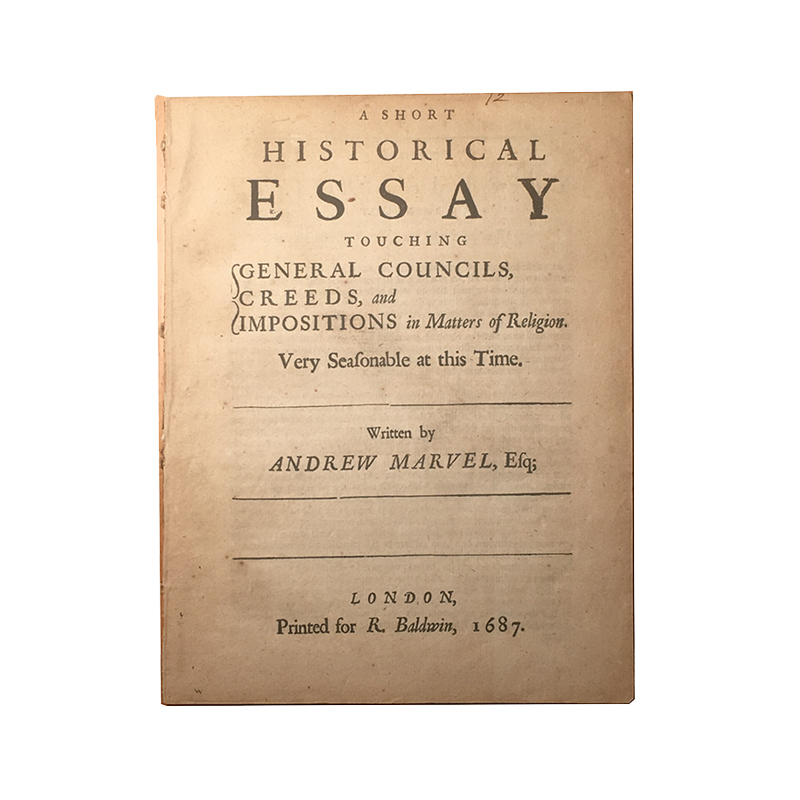 12
A SHORT
HISTORICAL
ESSAY
TOUCHING
GENERAL COUNCILS,
CREEDS, and
IMPOSITIONS in Matters of Religion.
Very Seaſonable at this Time.
Written by
ANDREW MARVEL, Eſq;
LONDON,
Printed for R. Baldwin, 1687.